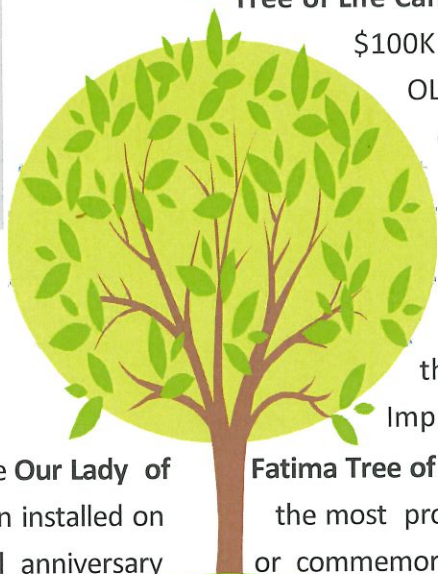 Tree of Life
$100K
OL
th
Imp
Our Lady of Fatima Tree of
n installed on the most pro
l anniversary or commemor